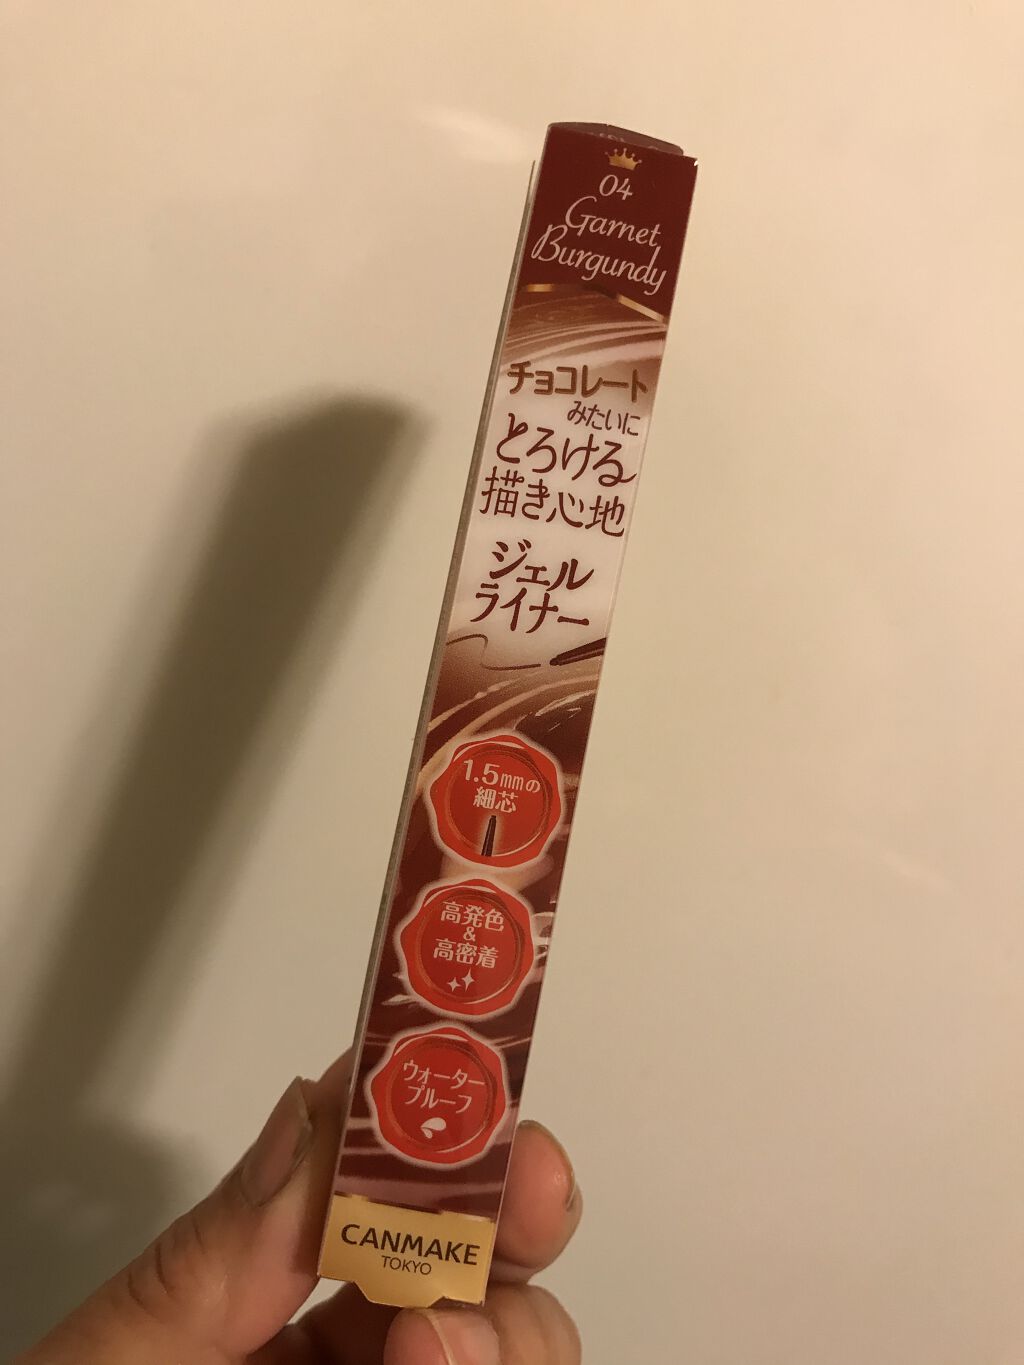 04
Garnet
Burgundy
チョコレート
みたいに
とろける
描き心地
ジェル
ライナー
1.5mmの
細芯
高発色
&
高密着
ウォーター
プルーフ
CANMAKE
TOKYO